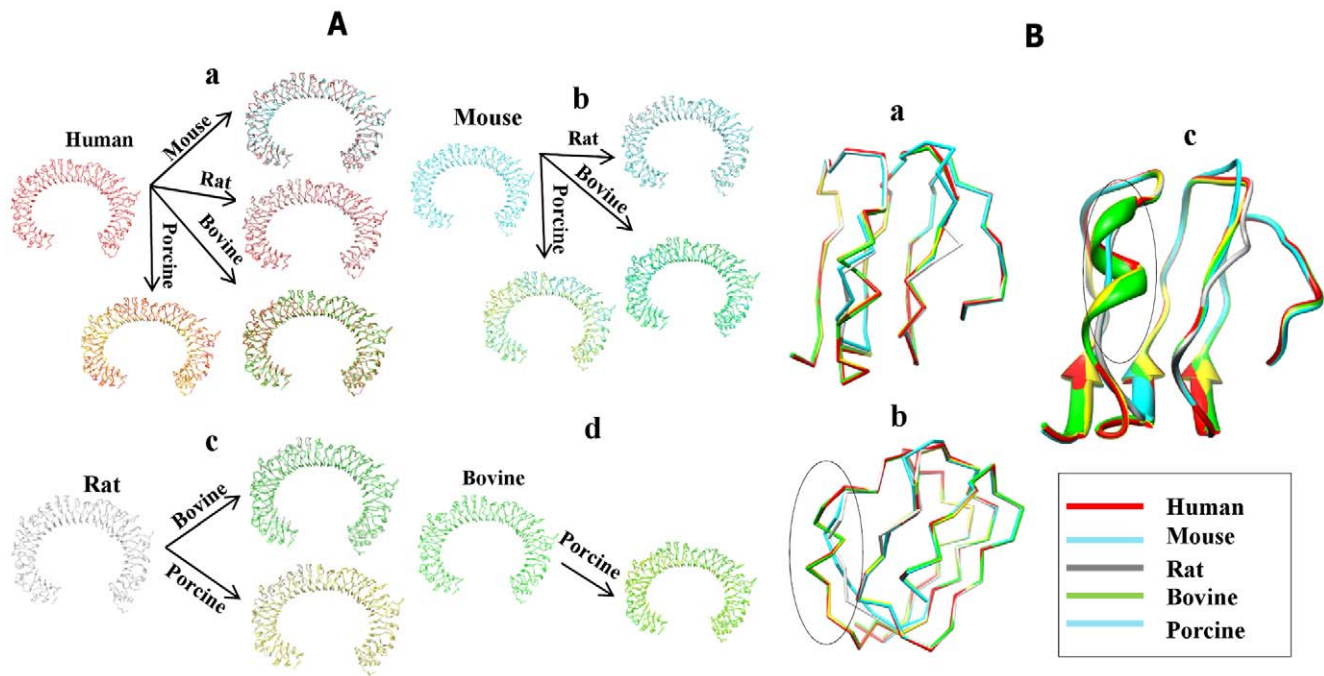 A
a
Human
Mouse
Rat
Bovine
Porcine
b
Mouse
Rat
Bovine
Porcine
c
Rat
Bovine
Porcine
d
Bovine
Porcine
B
a
b
c
Human
Mouse
Rat
Bovine
Porcine